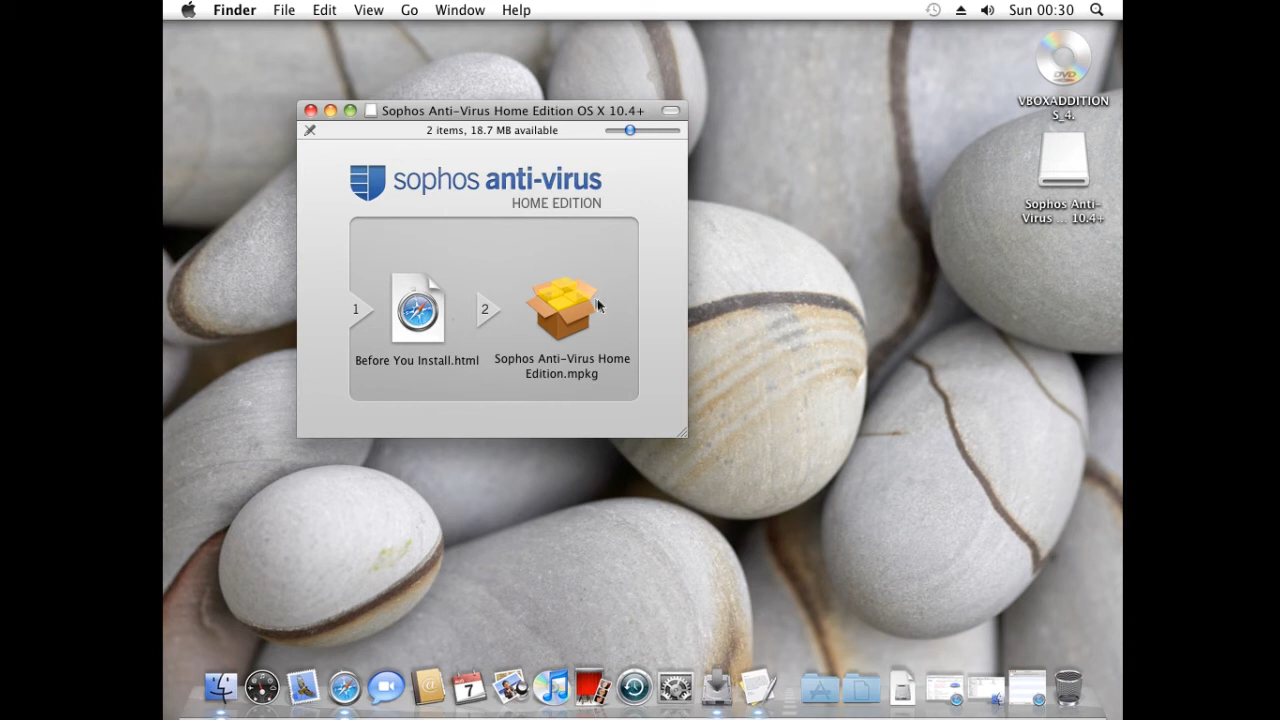 Finder File Edit View Go Window Help Sun 00:30
VBOXADDITION
S_4.
Sophos Anti-
Virus ... 10.4+
Sophos Anti-Virus Home Edition OS X 10.4+
2 items, 18.7 MB available
sophos anti-virus
HOME EDITION
1 2
Before You Install.html
Sophos Anti-Virus Home
Edition.mpkg
DVD
7